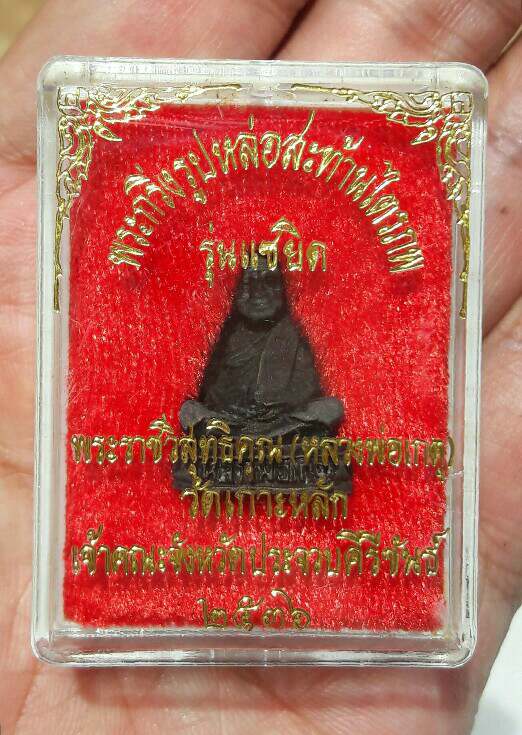 พระกริ่งรูปหล่อสะท้านไตรภพ
รุ่นแซยิด
พระราชวิสุทธิคุณ (หลวงพ่อเกตุ)
วัดเกาะหลัก
เจ้าคณะจังหวัดประจวบคีรีขันธ์
๒๕๓๖